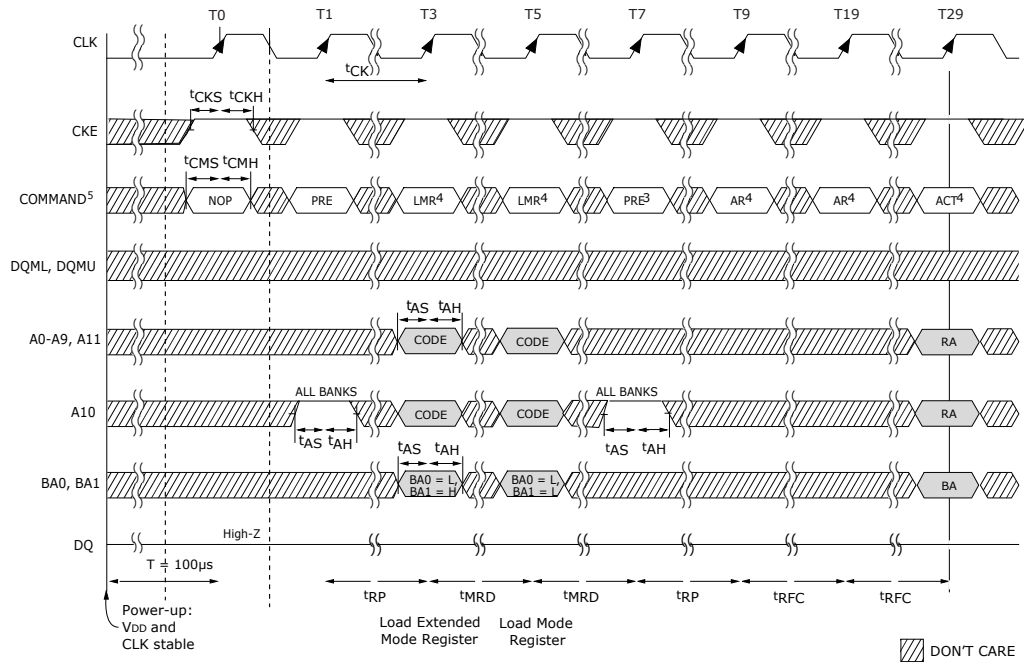 T0 T1 T3 T5 T7 T9 T19 T29
CLK
tCK
tCKS tCKH
CKE
tCMS tCMH
COMMAND5 NOP PRE LMR4 LMR4 PRE3 AR4 AR4 ACT4
DQML, DQMU
tAS tAH
A0-A9, A11 CODE CODE RA
ALL BANKS ALL BANKS
A10 CODE CODE RA
tAS tAH tAS tAH
tAS tAH
BA0, BA1 BA0 = L, BA1 = H BA0 = L, BA1 = L BA
High-Z
DQ
T = 100µs
tRP tMRD tMRD tRP tRFC tRFC
Power-up:
VDD and
CLK stable
Load Extended
Mode Register
Load Mode
Register
DON'T CARE